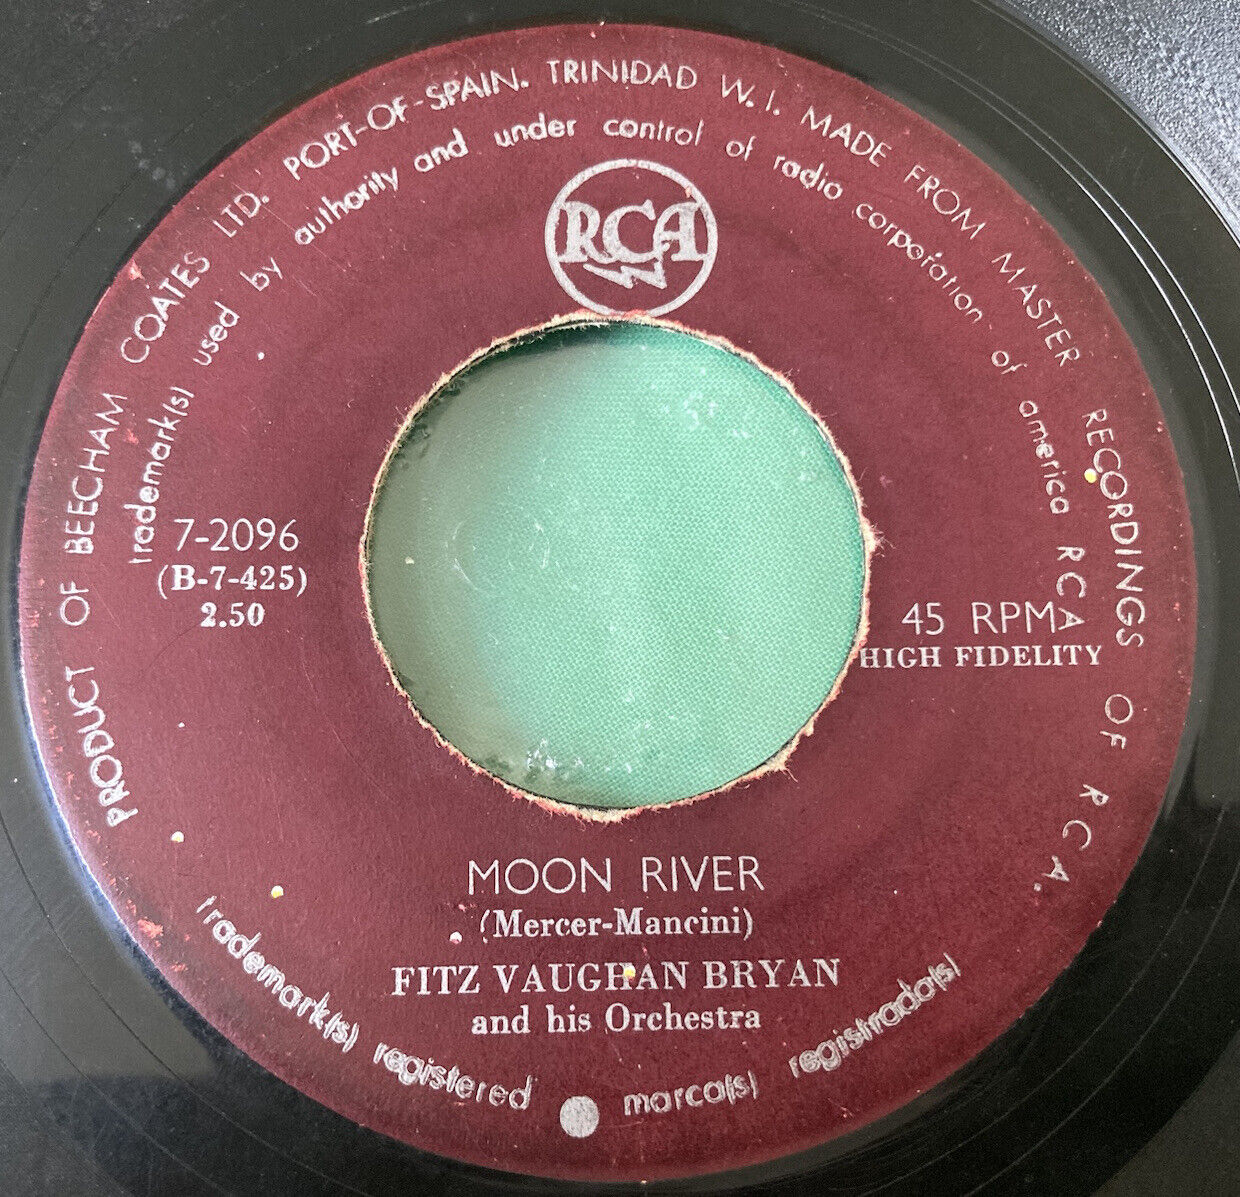 PRODUCT OF BEECHAM COATES LTD. PORT-OF-SPAIN. TRINIDAD W.I. MADE FROM MASTER RECORDINGS OF RCA.
trademark(s) used by authority and under control of radio corporation of america RCA
RCA
7-2096
(B-7-425)
2.50
45 RPM
HIGH FIDELITY
MOON RIVER
(Mercer-Mancini)
FITZ VAUGHAN BRYAN
and his Orchestra
trademark(s) registered marca(s) registrada(s)